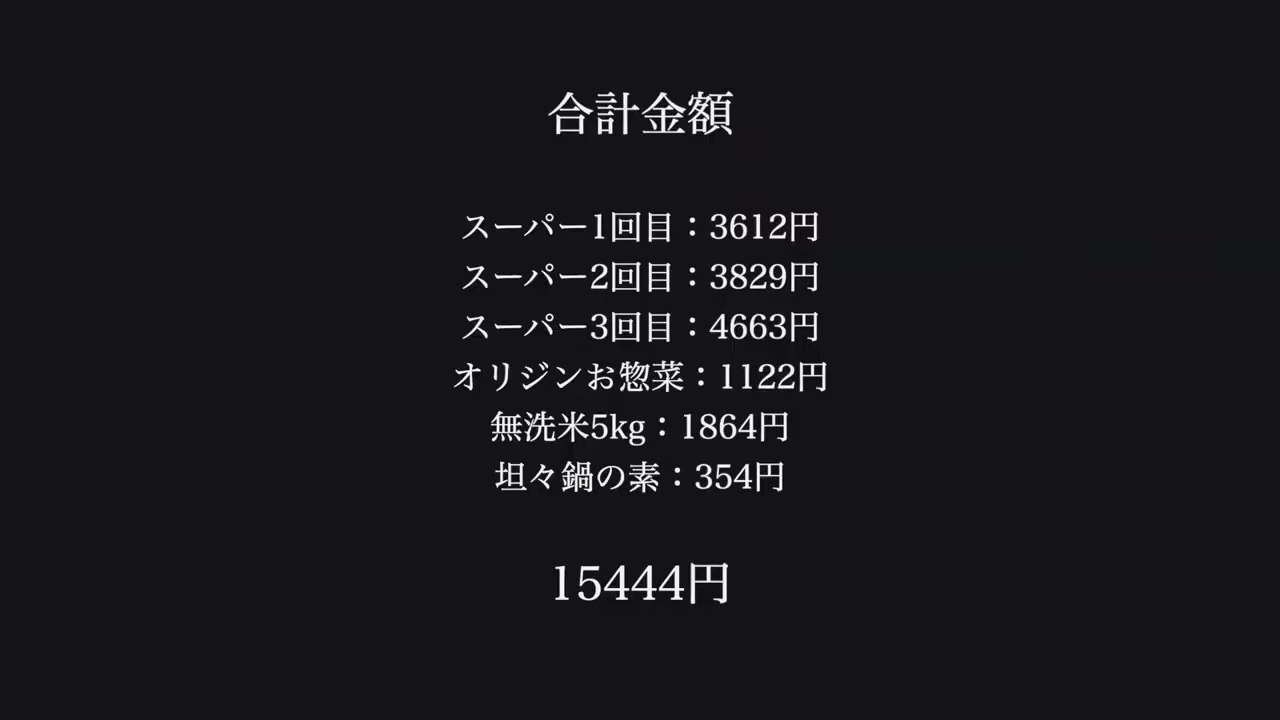 合計金額
スーパー1回目：3612円
スーパー2回目：3829円
スーパー3回目：4663円
オリジンお惣菜：1122円
無洗米5kg：1864円
坦々鍋の素：354円
15444円